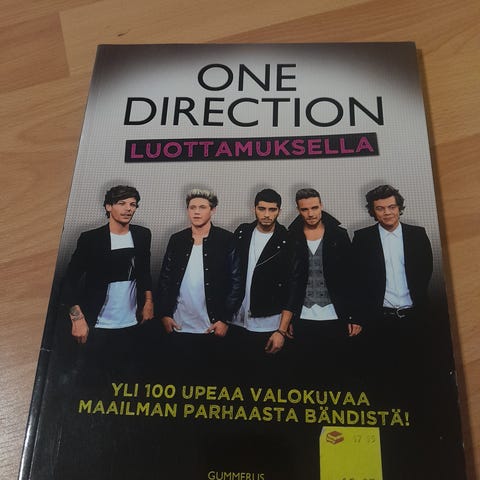 ONE
DIRECTION
LUOTTAMUKSELLA
YLI 100 UPEAA VALOKUVAA
MAAILMAN PARHAASTA BÄNDISTÄ!
GUMMERUS